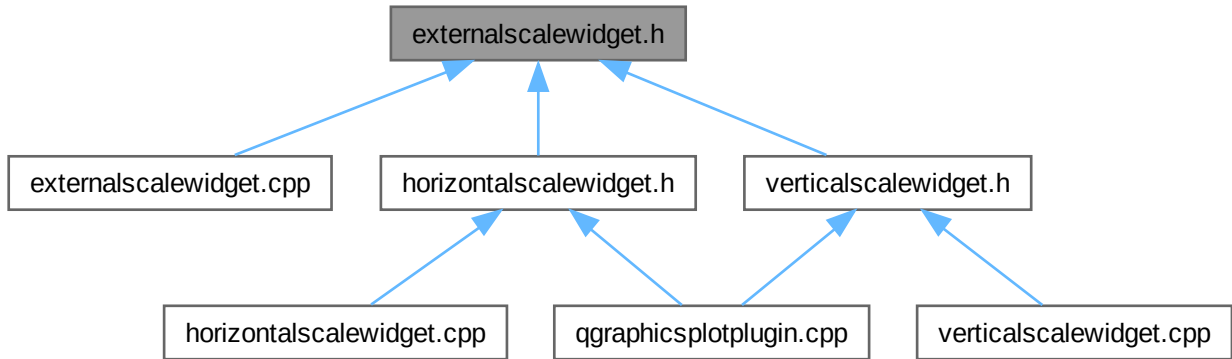 externalscalewidget.h
externalscalewidget.cpp
horizontalscalewidget.h
verticalscalewidget.h
horizontalscalewidget.cpp
qgraphicsplotplugin.cpp
verticalscalewidget.cpp